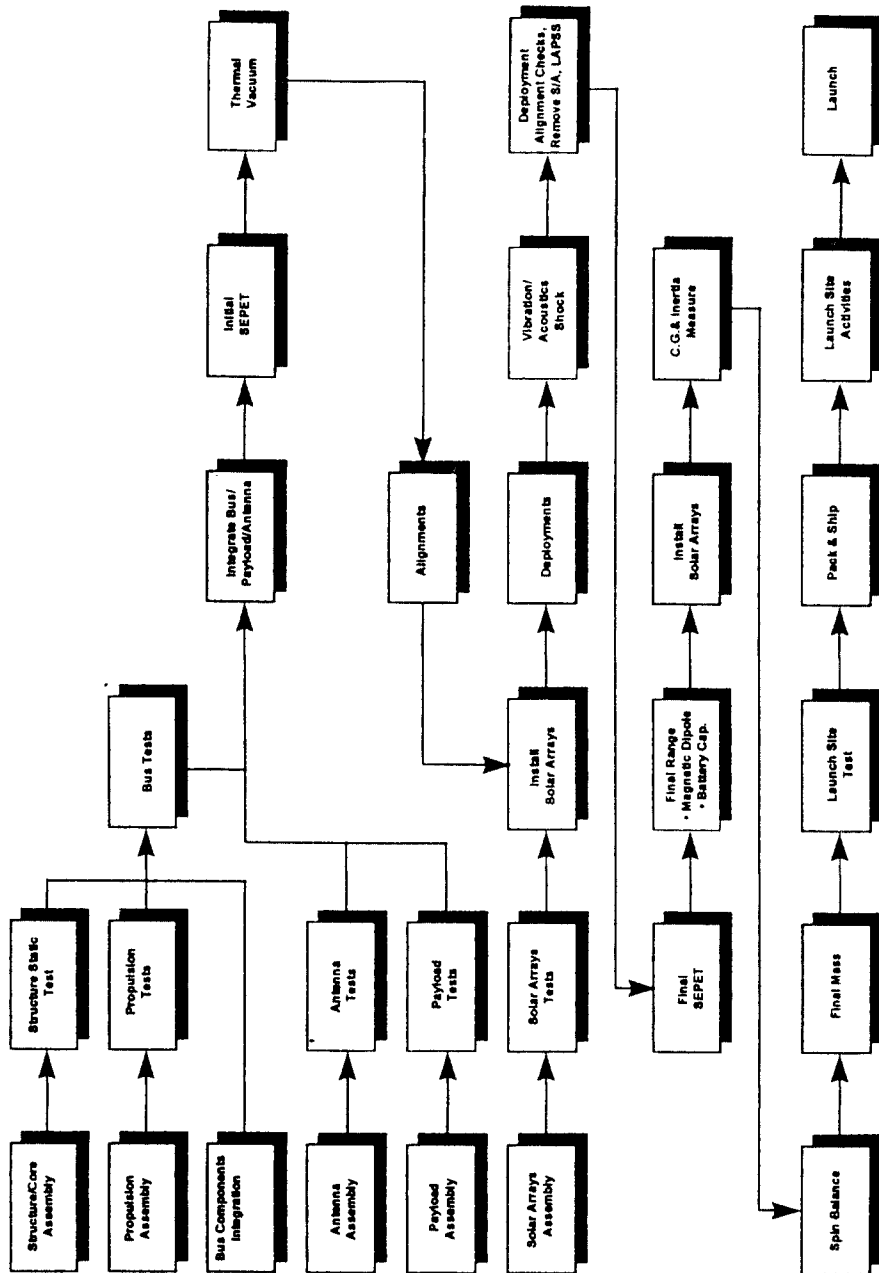 Structure/Core
Assembly
Structure Static
Test
Propulsion
Assembly
Propulsion
Tests
Bus Components
Integration
Bus Tests
Antenna
Assembly
Antenna
Tests
Payload
Assembly
Payload
Tests
Integrate Bus/
Payload/Antenna
Initial
SEPET
Thermal
Vacuum
Alignments
Solar Arrays
Assembly
Solar Arrays
Tests
Install
Solar Arrays
Deployments
Vibration/
Acoustics
Shock
Deployment
Alignment Checks,
Remove S/A, LAPSS
Final
SEPET
Final Range
• Magnetic Dipole
• Battery Cap.
Install
Solar Arrays
C.G.& Inertia
Measure
Spin Balance
Final Mass
Launch Site
Test
Pack & Ship
Launch Site
Activities
Launch